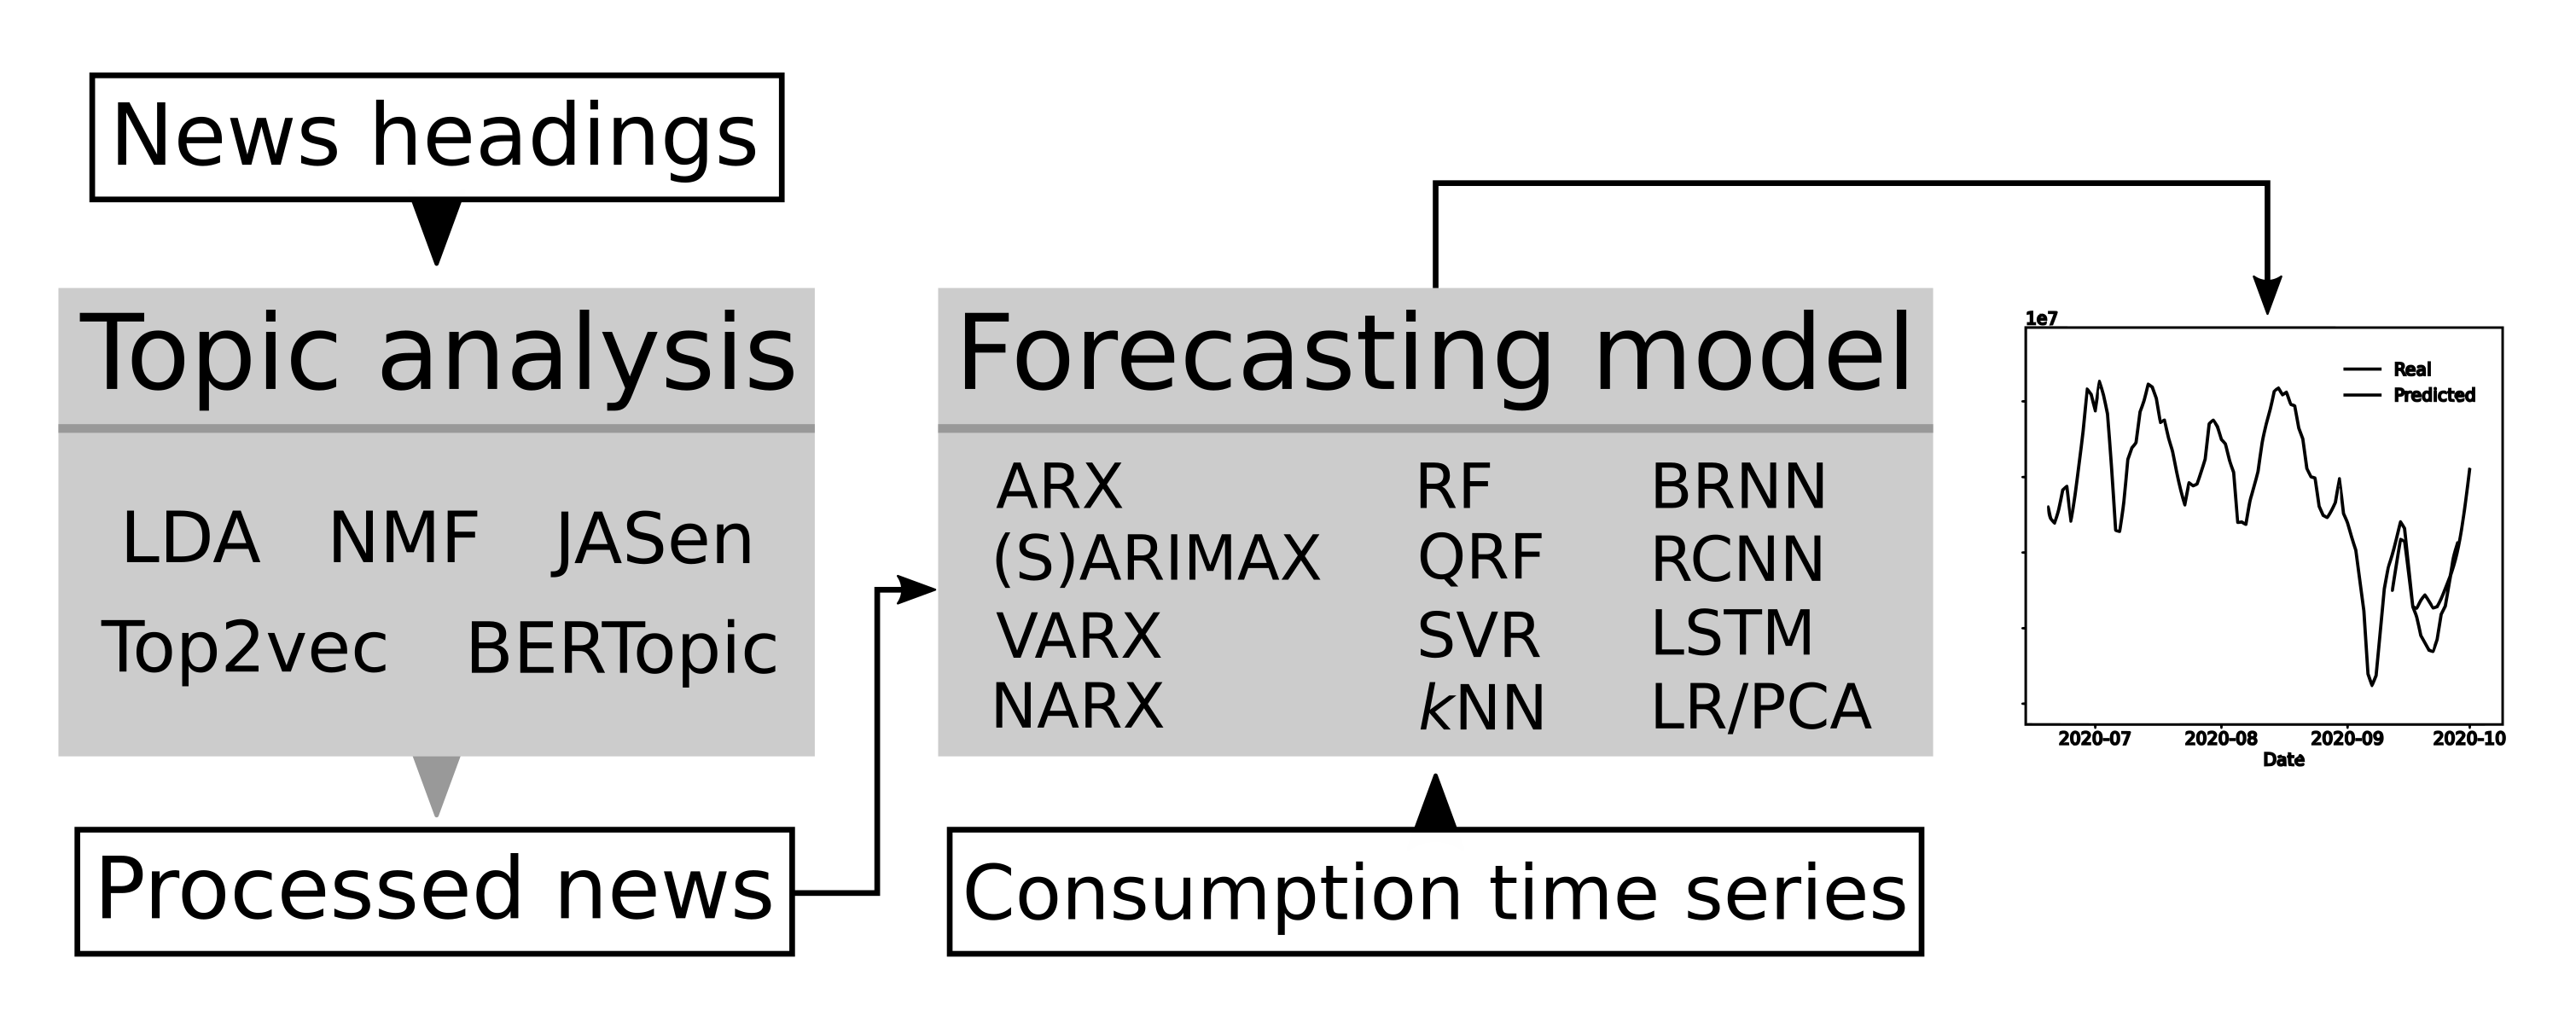 News headings
Topic analysis
LDA NMF JASen
Top2vec BERTopic
Processed news
Forecasting model
ARX RF BRNN
(S)ARIMAX QRF RCNN
VARX SVR LSTM
NARX kNN LR/PCA
Consumption time series
1e7
Real
Predicted
2020-07 2020-08 2020-09 2020-10
Date